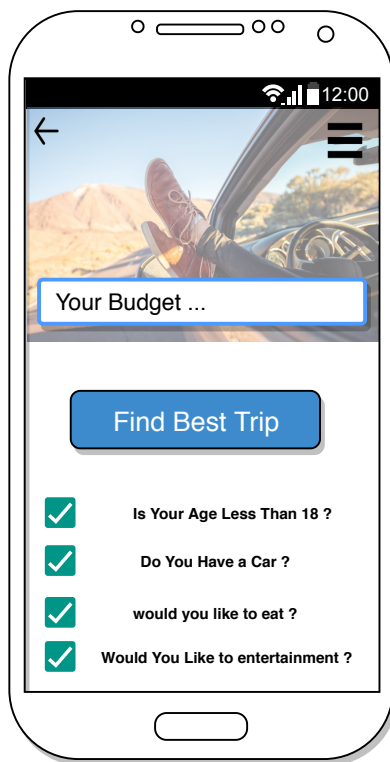 12:00
Your Budget ...
Find Best Trip
Is Your Age Less Than 18 ?
Do You Have a Car ?
would you like to eat ?
Would You Like to entertainment ?